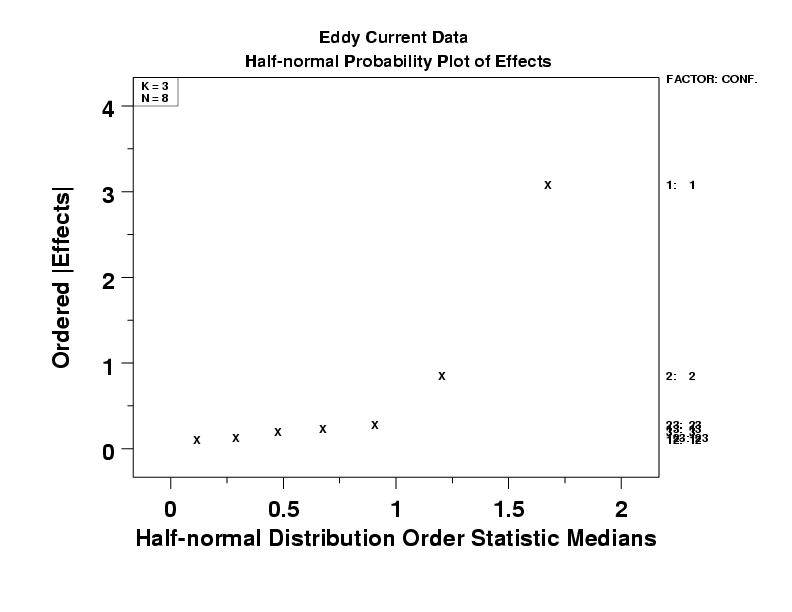 Eddy Current Data
Half-normal Probability Plot of Effects
K = 3
N = 8
FACTOR: CONF.
4
3
2
1
0
Ordered |Effects|
X
X
X
X
X
X
X
1: 1
2: 2
23: 23
0
0.5
1
1.5
2
Half-normal Distribution Order Statistic Medians